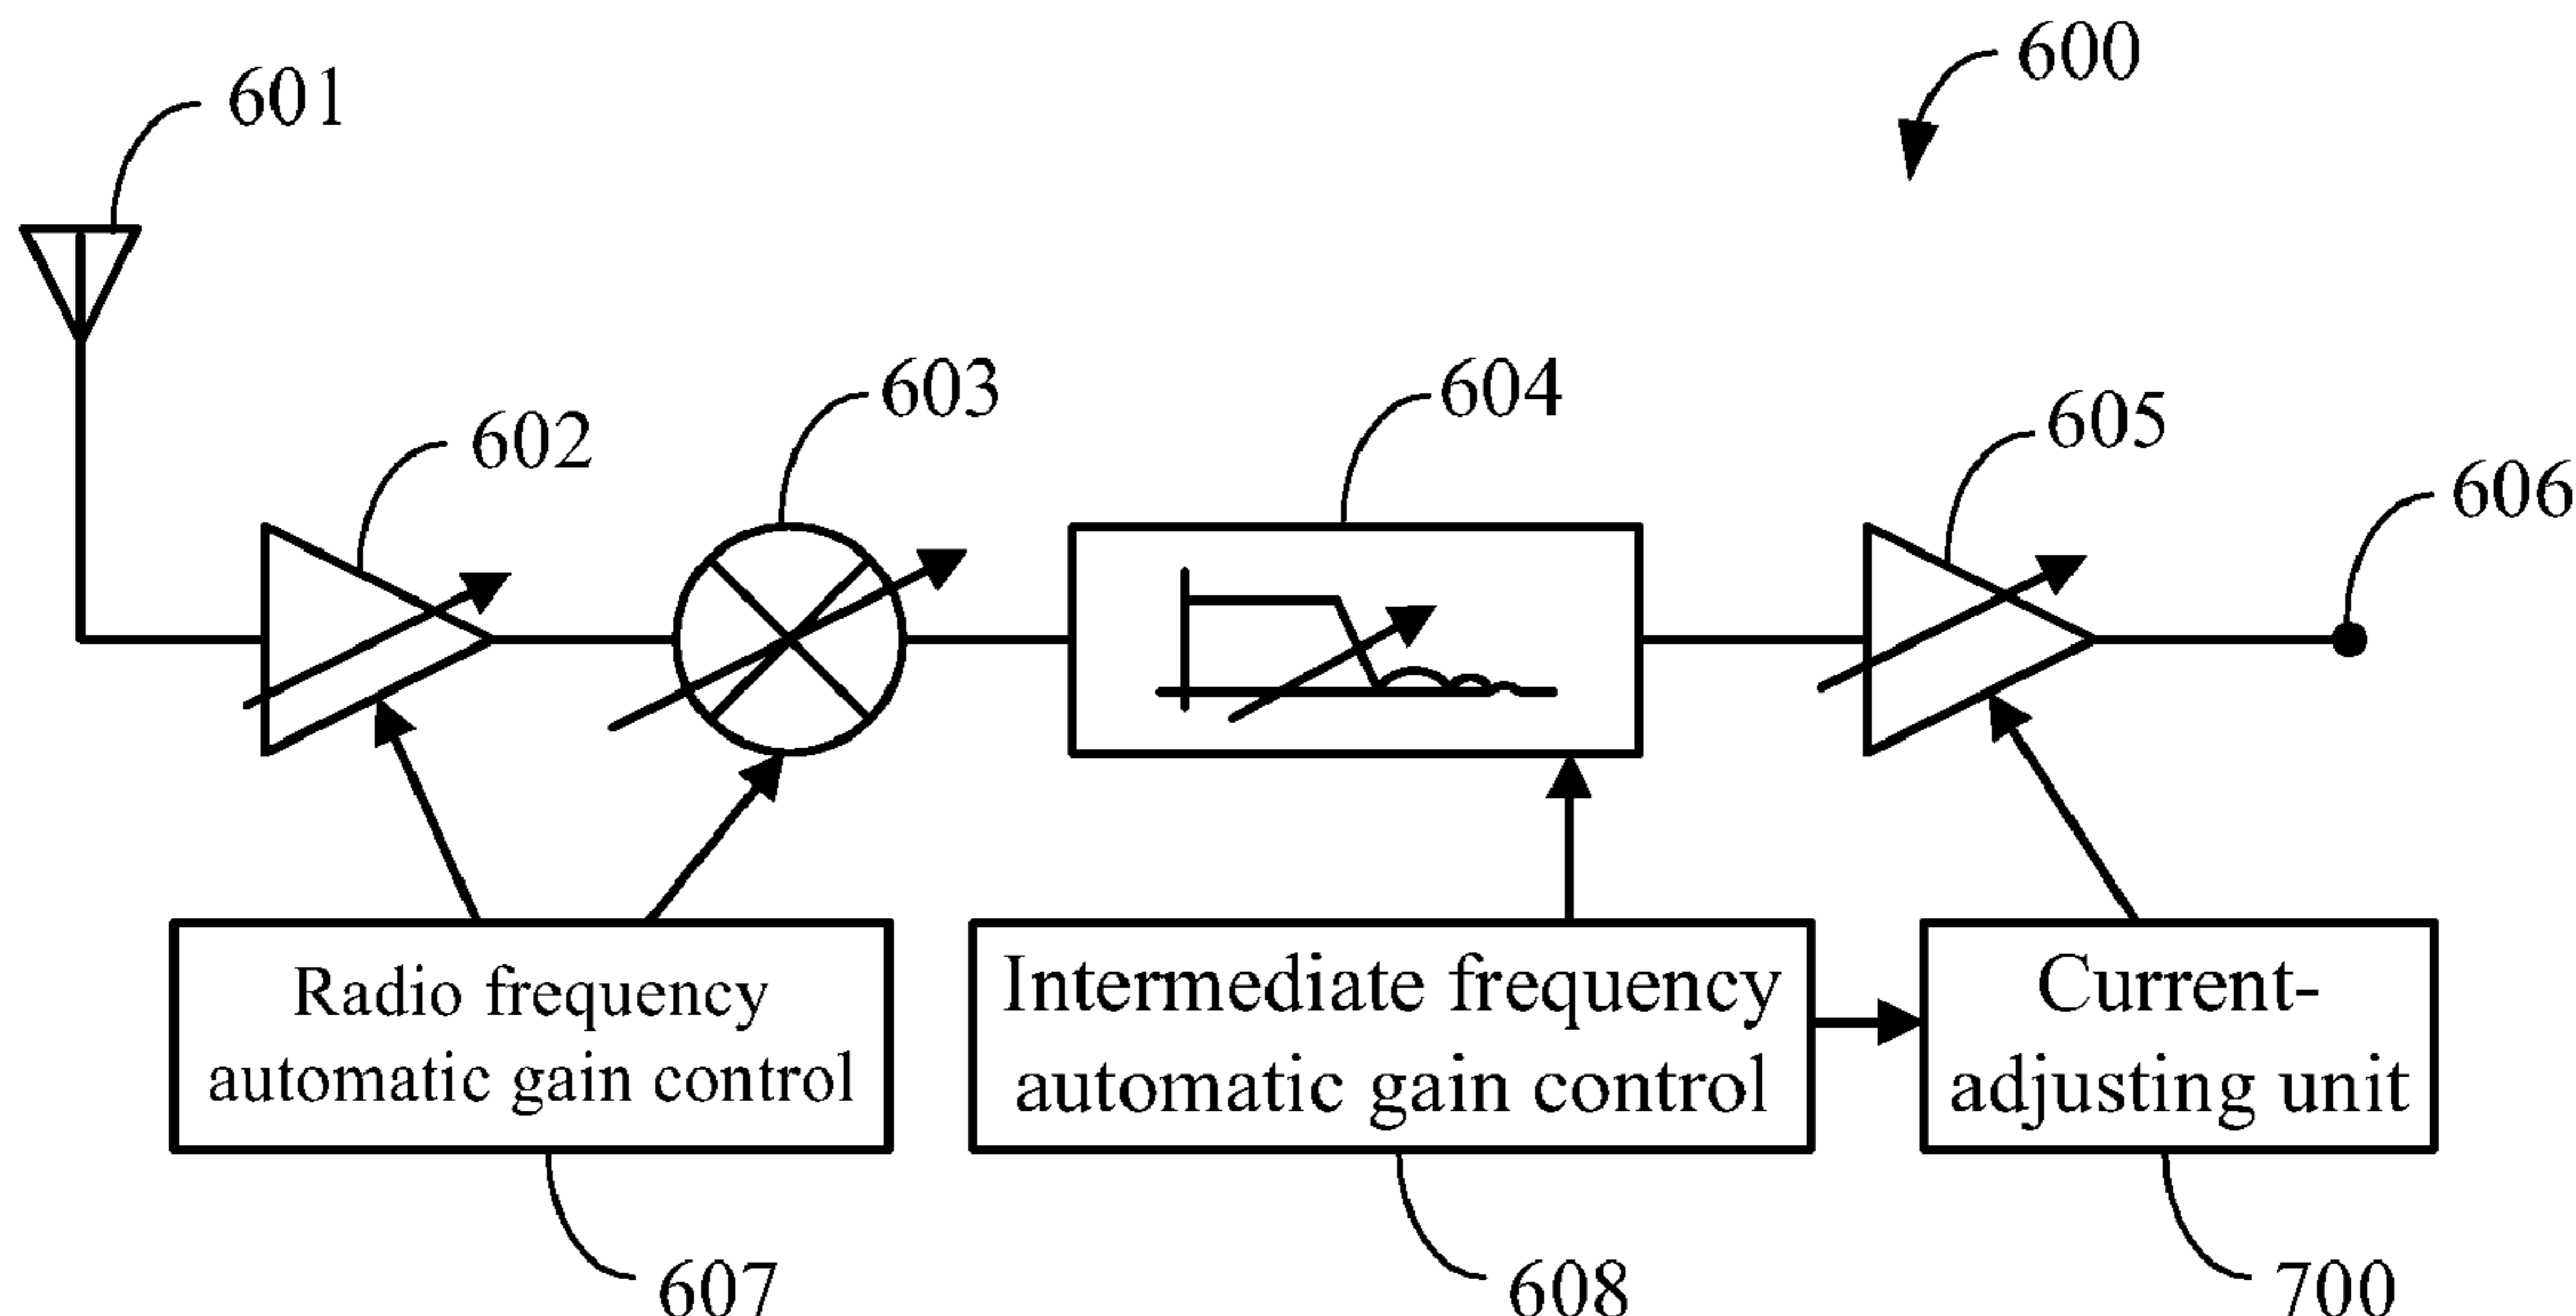 600
601
603
604
605
602
606
Radio frequency
automatic gain control
Intermediate frequency
automatic gain control
Current-
adjusting unit
607
608
700